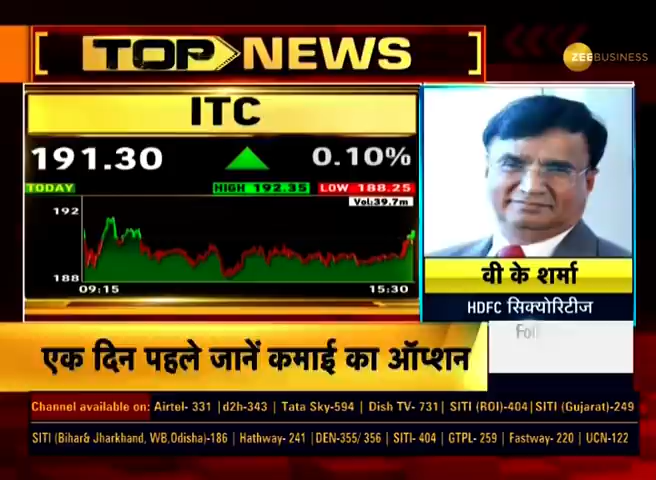 TOP NEWS
ZEE BUSINESS
ITC
191.30 0.10%
TODAY HIGH 192.35 LOW 188.25
Vol:39.7m
192
188
09:15 15:30
वी के शर्मा
HDFC सिक्योरिटीज
एक दिन पहले जानें कमाई का ऑप्शन
Channel available on: Airtel- 331 | d2h-343 | Tata Sky-594 | Dish TV- 731 | SITI (ROI)-404 | SITI (Gujarat)-249
SITI (Bihar& Jharkhand, WB,Odisha)-186 | Hathway- 241 | DEN-355/ 356 | SITI- 404 | GTPL- 259 | Fastway- 220 | UCN-122